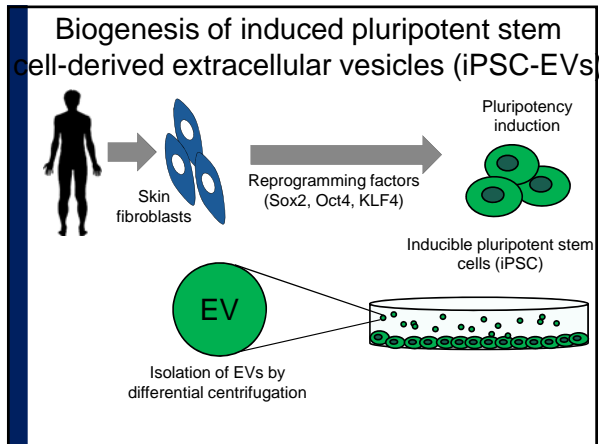 Biogenesis of induced pluripotent stem
cell-derived extracellular vesicles (iPSC-EVs)
Pluripotency
induction
Skin
fibroblasts
Reprogramming factors
(Sox2, Oct4, KLF4)
Inducible pluripotent stem
cells (iPSC)
EV
Isolation of EVs by
differential centrifugation